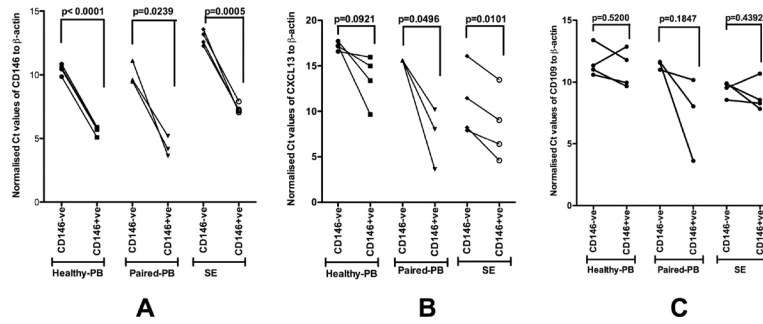 Normalised Ct values of CD146 to β-actin
15
10
5
0
p< 0.0001
p=0.0239
p=0.0005
CD146-ve
CD146+ve
CD146-ve
CD146+ve
CD146-ve
CD146+ve
Healthy-PB
Paired-PB
SE
A
Normalised Ct values of CXCL13 to β-actin
20
15
10
5
0
p=0.0921
p=0.0496
p=0.0101
CD146-ve
CD146+ve
CD146-ve
CD146+ve
CD146-ve
CD146+ve
Healthy-PB
Paired-PB
SE
B
Normalised Ct values of CD109 to β-actin
15
10
5
0
p=0.5200
p=0.1847
p=0.4392
CD146-ve
CD146+ve
CD146-ve
CD146+ve
CD146-ve
CD146+ve
Healthy-PB
Paired-PB
SE
C